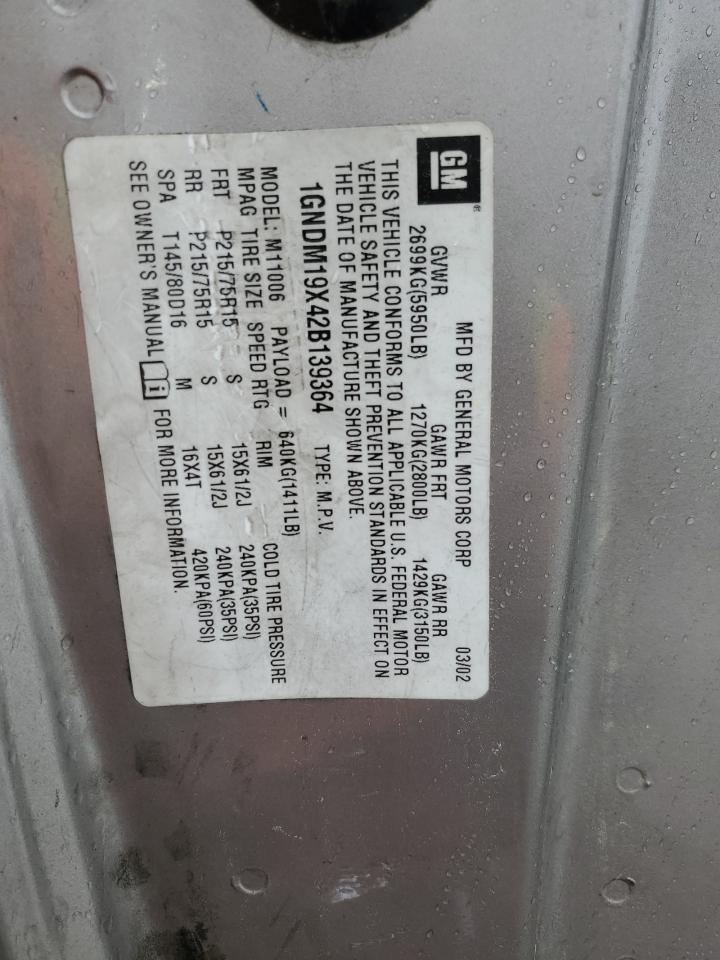 GM®
MFD BY GENERAL MOTORS CORP 03/02
GVWR GAWR FRT GAWR RR
2699KG(5950LB) 1270KG(2800LB) 1429KG(3150LB)
THIS VEHICLE CONFORMS TO ALL APPLICABLE U.S. FEDERAL MOTOR
VEHICLE SAFETY AND THEFT PREVENTION STANDARDS IN EFFECT ON
THE DATE OF MANUFACTURE SHOWN ABOVE.
1GNDM19X42B139364 TYPE: M.P.V.
MODEL: M11006 PAYLOAD = 640KG(1411LB)
MPAG TIRE SIZE SPEED RTG RIM COLD TIRE PRESSURE
FRT P215/75R15 S 15X61/2J 240KPA(35PSI)
RR P215/75R15 S 15X61/2J 240KPA(35PSI)
SPA T145/80D16 M 16X4T 420KPA(60PSI)
SEE OWNER'S MANUAL i FOR MORE INFORMATION.